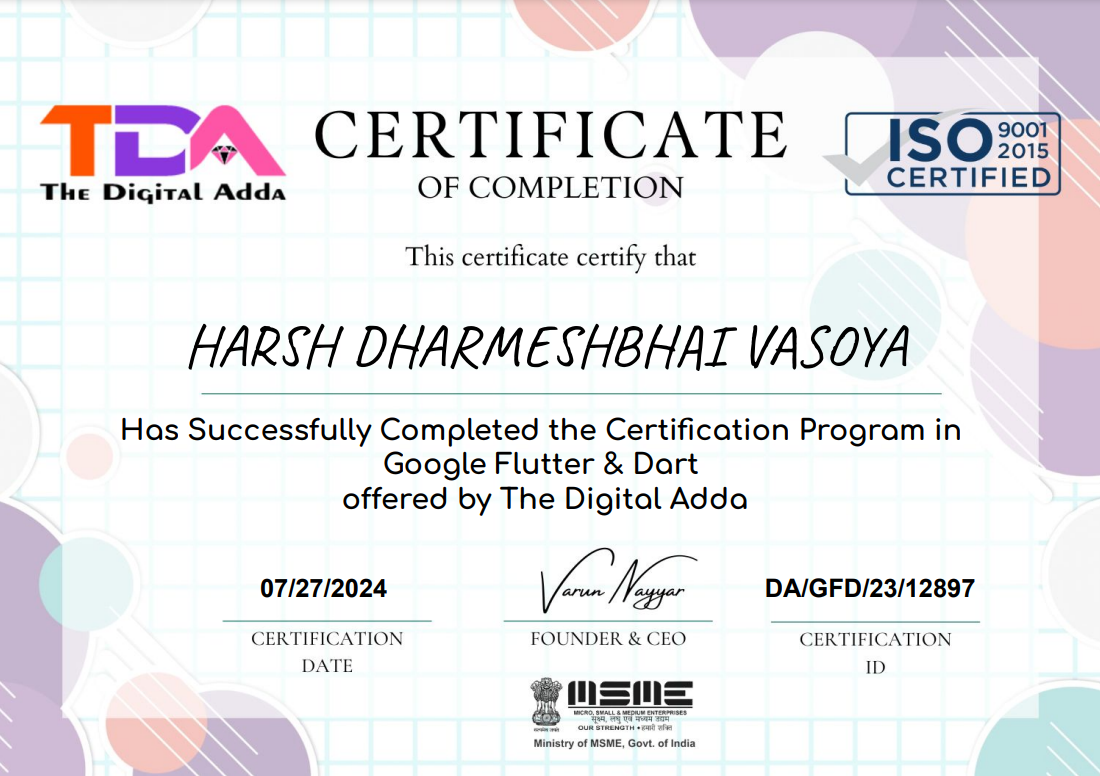 TDA
The Digital Adda
CERTIFICATE
OF COMPLETION
ISO 9001
2015
CERTIFIED
This certificate certify that
HARSH DHARMESHBHAI VASOYA
Has Successfully Completed the Certification Program in
Google Flutter & Dart
offered by The Digital Adda
07/27/2024
Varun Nayyar
DA/GFD/23/12897
CERTIFICATION
DATE
FOUNDER & CEO
CERTIFICATION
ID
MSME
MICRO, SMALL & MEDIUM ENTERPRISES
सूक्ष्म, लघु एवं मध्यम उद्यम
OUR STRENGTH • हमारी शक्ति
सत्यमेव जयते
Ministry of MSME, Govt. of India